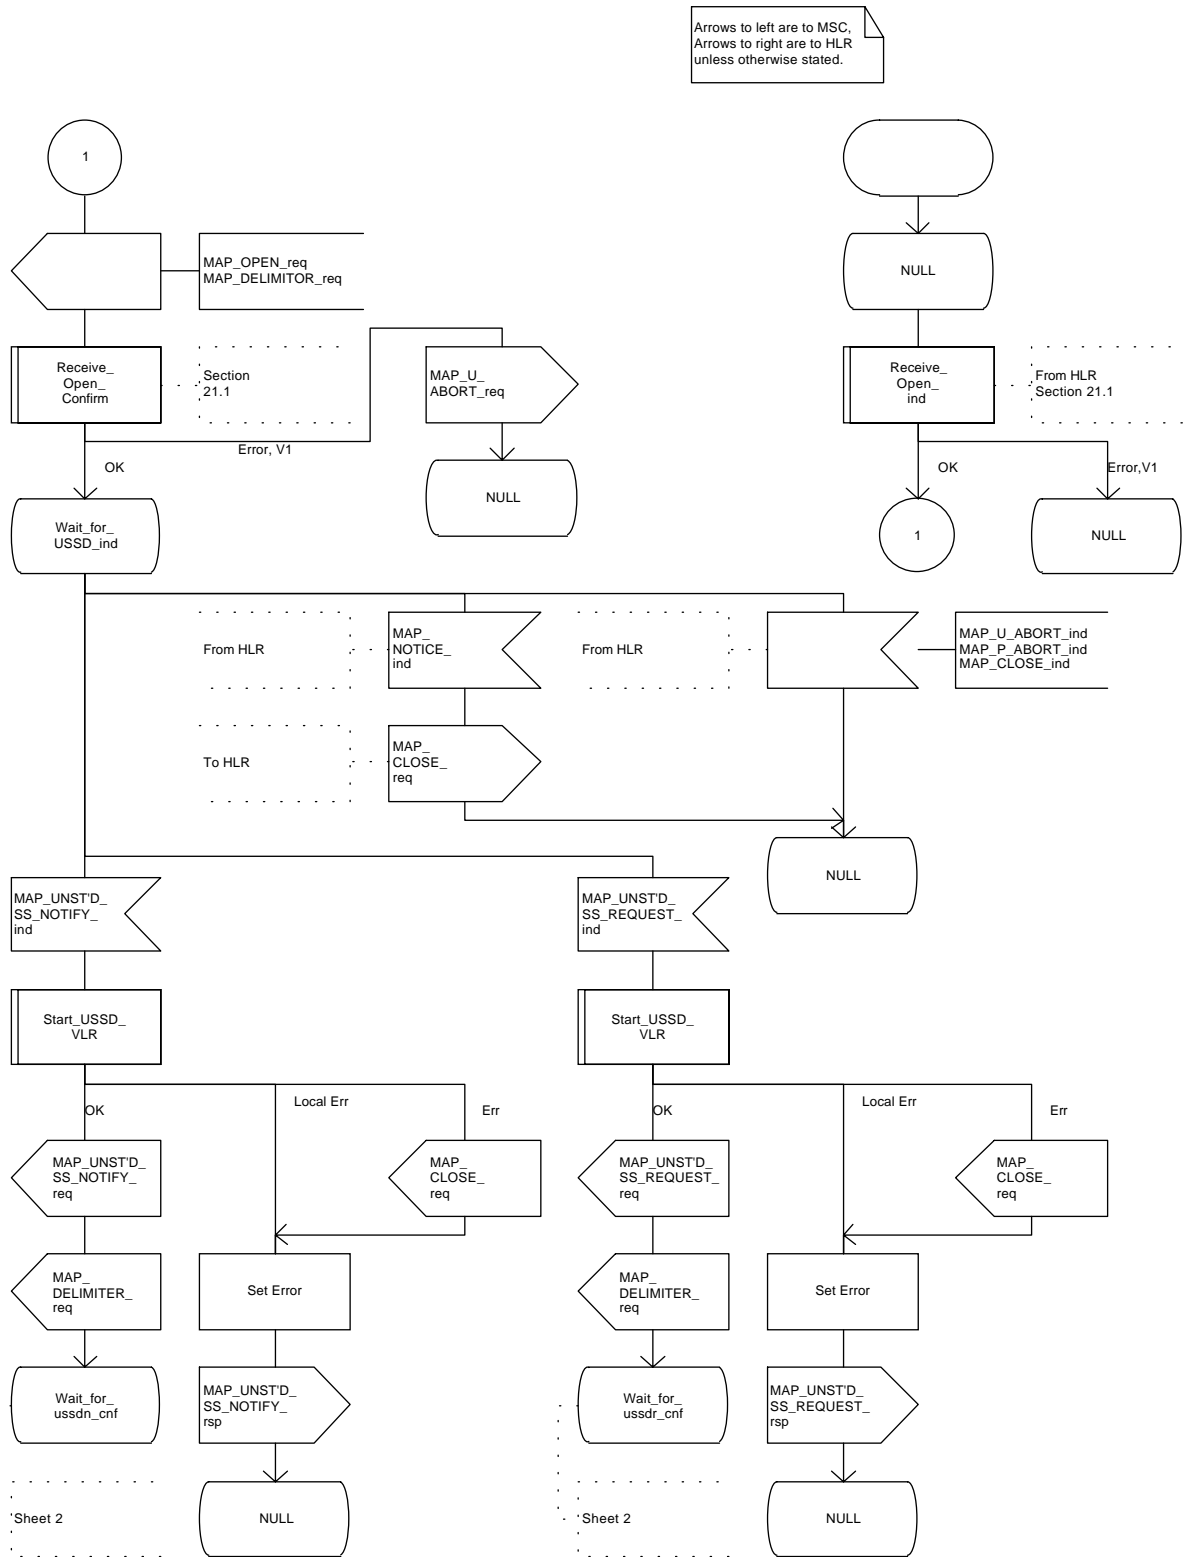 Arrows to left are to MSC,
Arrows to right are to HLR
unless otherwise stated.
1
MAP_OPEN_req
MAP_DELIMITOR_req
NULL
Receive_
Open_
Confirm
Section
21.1
MAP_U_
ABORT_req
Receive_
Open_
ind
From HLR
Section 21.1
Error, V1
OK
OK
Error,V1
NULL
Wait_for_
USSD_ind
1
NULL
From HLR
MAP_
NOTICE_
ind
From HLR
MAP_U_ABORT_ind
MAP_P_ABORT_ind
MAP_CLOSE_ind
To HLR
MAP_
CLOSE_
req
NULL
MAP_UNST'D_
SS_NOTIFY_
ind
MAP_UNST'D_
SS_REQUEST_
ind
Start_USSD_
VLR
Start_USSD_
VLR
OK
Local Err
Err
OK
Local Err
Err
MAP_UNST'D_
SS_NOTIFY_
req
MAP_
CLOSE_
req
MAP_UNST'D_
SS_REQUEST_
req
MAP_
CLOSE_
req
MAP_
DELIMITER_
req
Set Error
MAP_
DELIMITER_
req
Set Error
Wait_for_
ussdn_cnf
MAP_UNST'D_
SS_NOTIFY_
rsp
Wait_for_
ussdr_cnf
MAP_UNST'D_
SS_REQUEST_
rsp
Sheet 2
NULL
Sheet 2
NULL